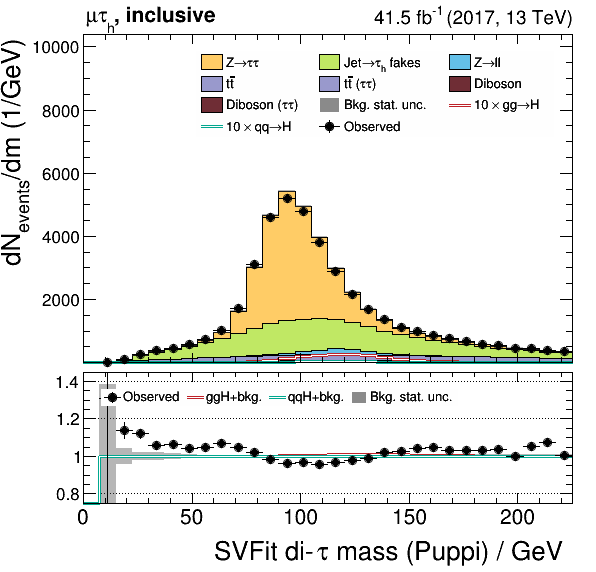 μτh, inclusive
41.5 fb⁻¹ (2017, 13 TeV)
dN_events/dm (1/GeV)
10000
8000
6000
4000
2000
Z→ττ
Jet→τh fakes
Z→ll
tt̄
tt̄ (ττ)
Diboson
Diboson (ττ)
Bkg. stat. unc.
10 × gg→H
10 × qq→H
Observed
1.4
1.2
1
0.8
Observed
ggH+bkg.
qqH+bkg.
Bkg. stat. unc.
0
50
100
150
200
SVFit di-τ mass (Puppi) / GeV